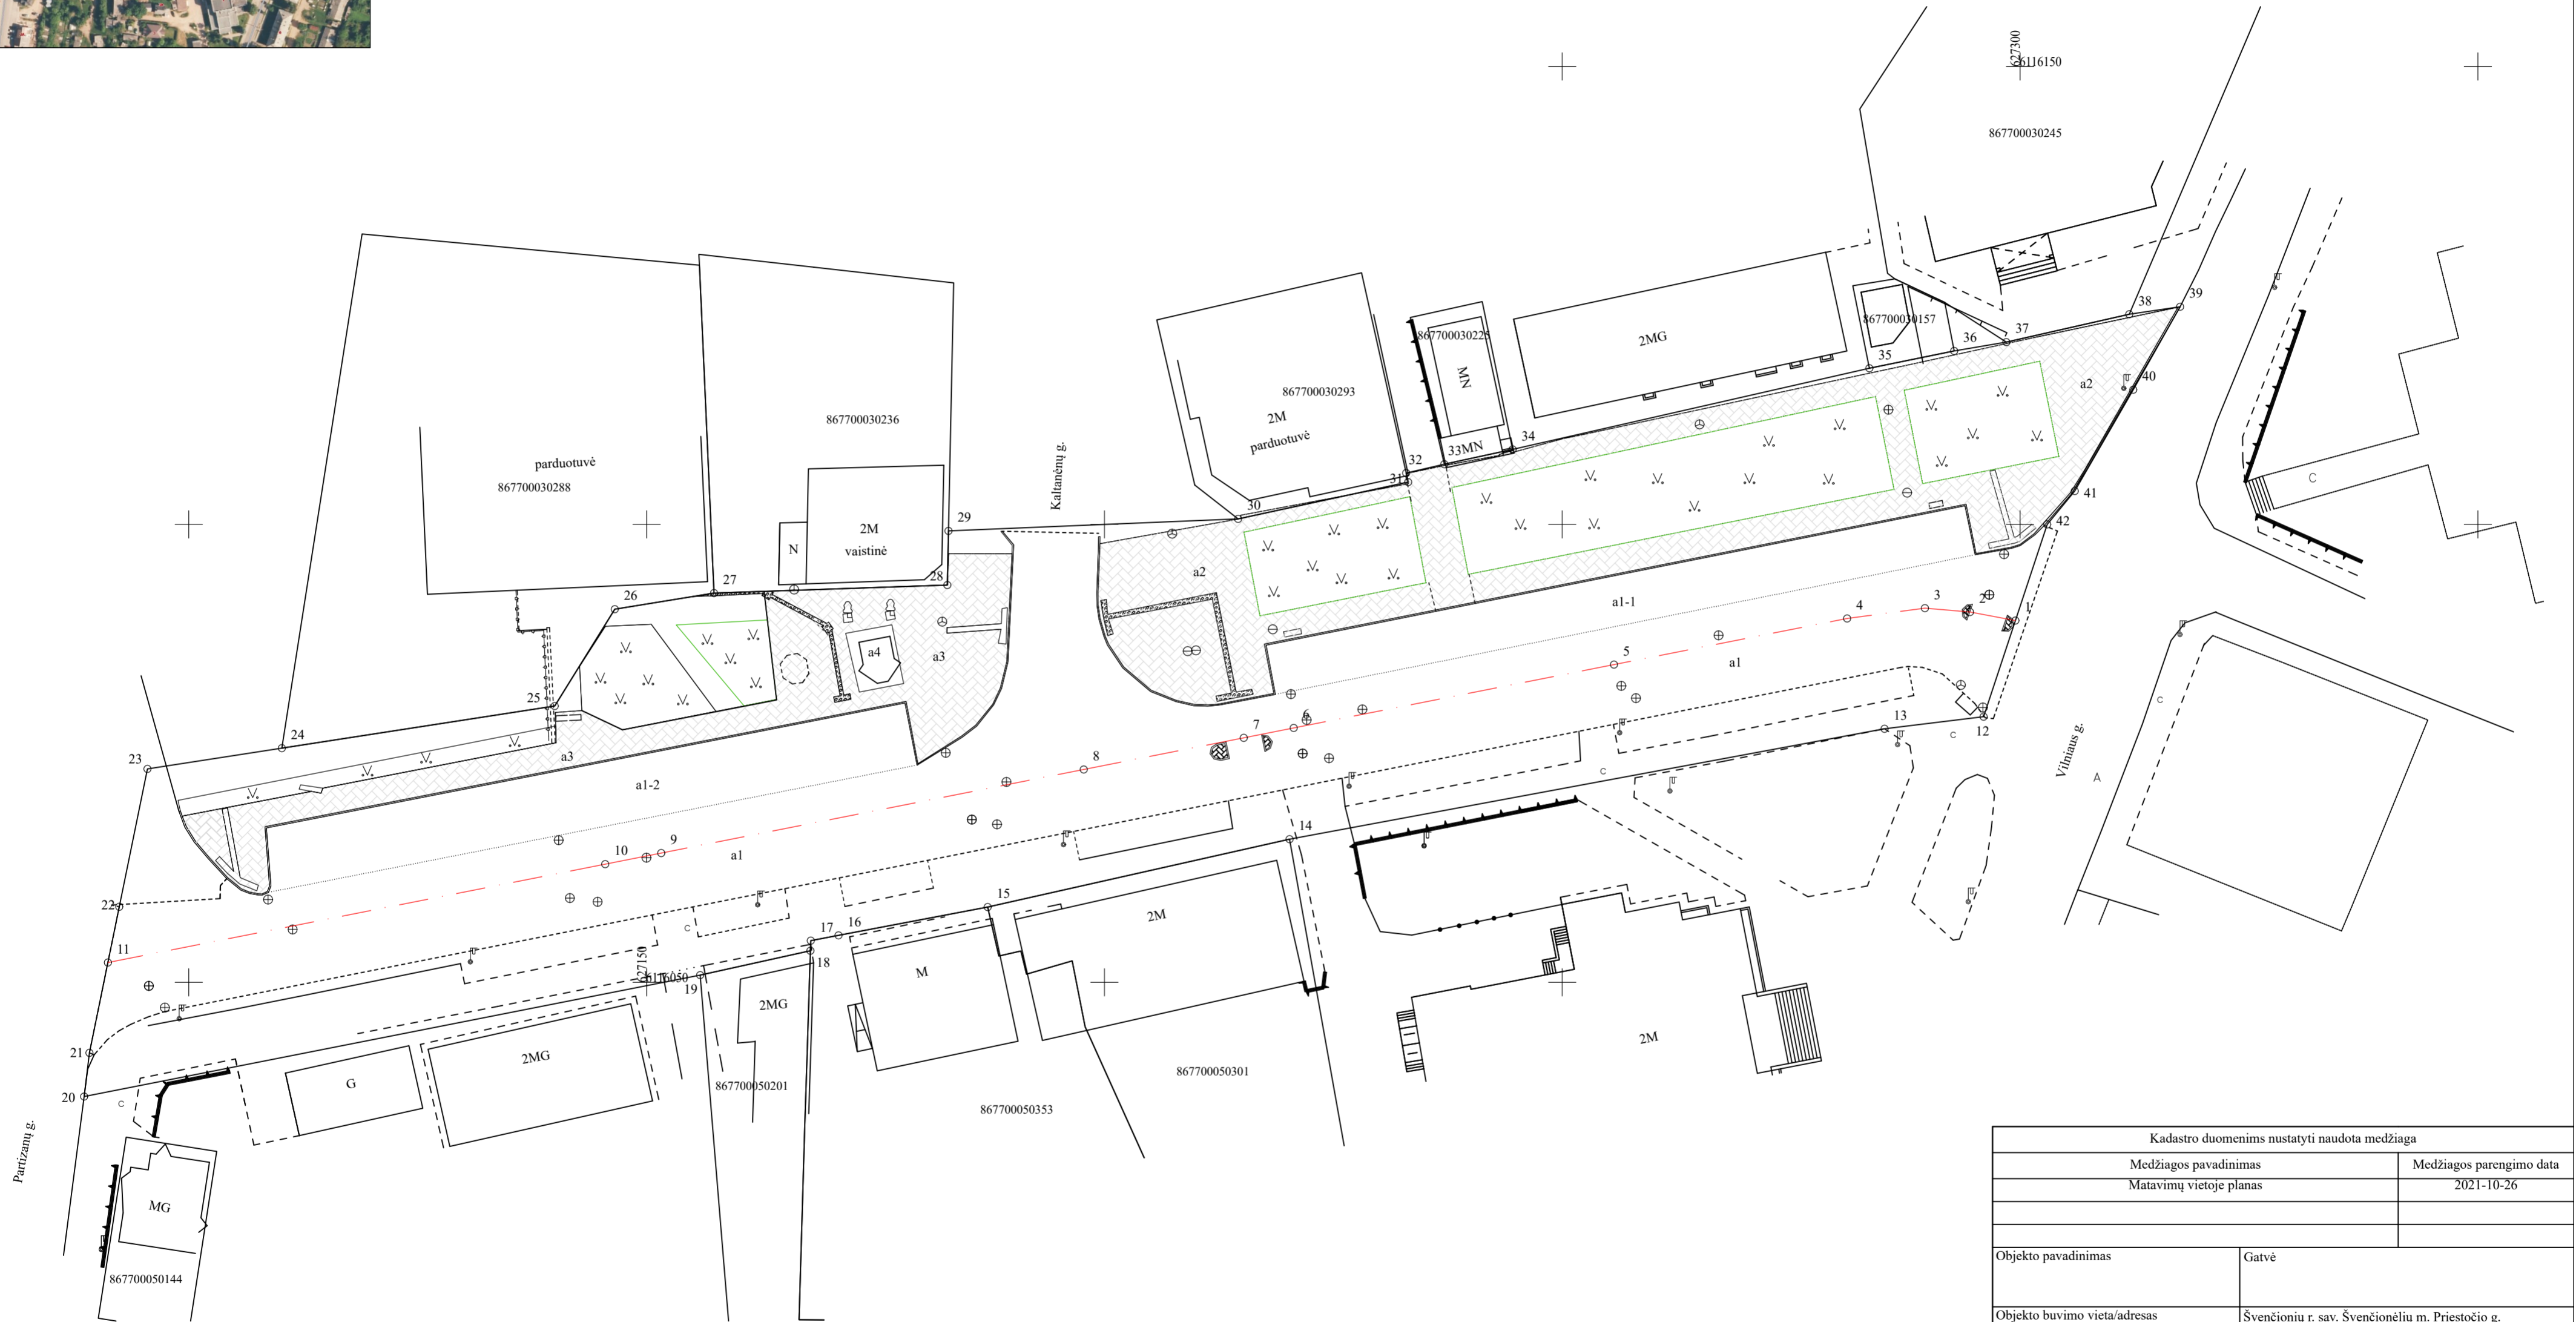 627300
6116150
867700030245
38
39
37
36
35
867700030157
2MG
867700030225
MN
33MN
34
32
31
30
867700030293
2M
parduotuvė
a2
40
41
42
867700030236
parduotuvė
867700030288
2M
vaistinė
N
29
28
27
26
25
24
23
22
Kaltanėnų g.
a2
a1-1
a1
1
2
3
4
5
6
7
8
9
10
11
a4
a3
a3
a1-2
a1
12
13
14
15
16
17
18
19
20
21
C
C
C
C
C
C
A
Vilniaus g.
627150
6116050
2M
M
2MG
2MG
G
2M
867700050201
867700050301
867700050353
Partizanų g.
MG
867700050144
Kadastro duomenims nustatyti naudota medžiaga
Medžiagos pavadinimas Medžiagos parengimo data
Matavimų vietoje planas 2021-10-26
Objekto pavadinimas Gatvė
Objekto buvimo vieta/adresas Švenčionių r. sav. Švenčionėlių m. Priestočio g.